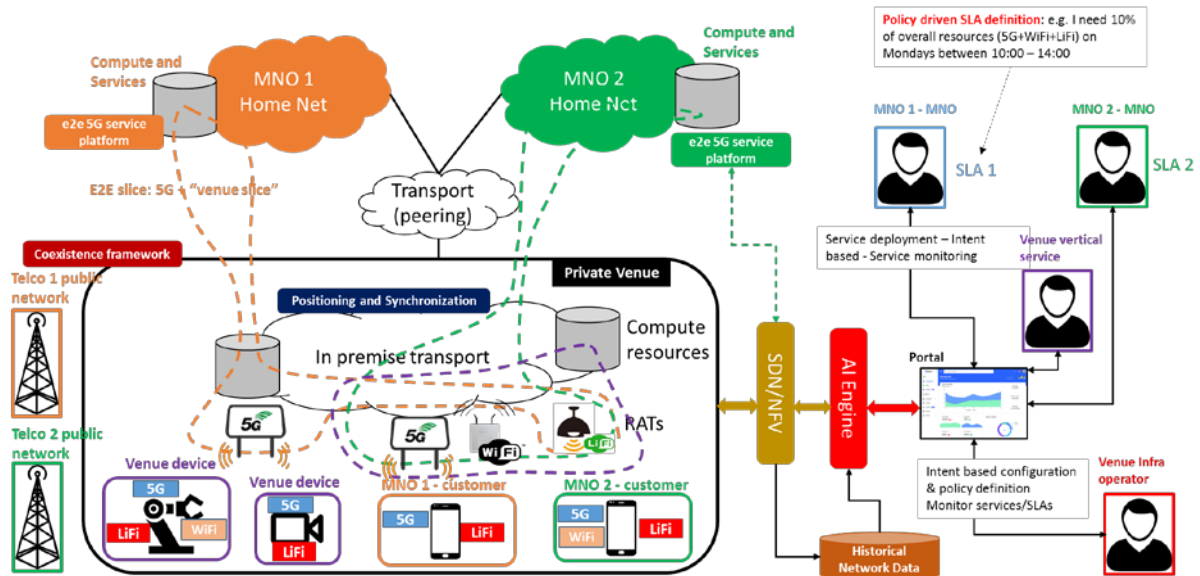 Policy driven SLA definition: e.g. I need 10%
of overall resources (5G+WiFi+LiFi) on
Mondays between 10:00 – 14:00
Compute and
Services
MNO 1
Home Net
e2e 5G service
platform
MNO 2
Home Net
Compute and
Services
e2e 5G service
platform
MNO 1 - MNO
SLA 1
MNO 2 - MNO
SLA 2
E2E slice: 5G + "venue slice"
Transport
(peering)
Coexistence framework
Private Venue
Service deployment – Intent
based - Service monitoring
Venue vertical
service
Telco 1 public
network
Positioning and Synchronization
In premise transport
Compute
resources
5G
5G
WiFi
LiFi
RATs
SDN/NFV
AI Engine
Portal
Telco 2 public
network
Venue device
5G
LiFi
WiFi
Venue device
5G
LiFi
MNO 1 - customer
5G
LiFi
MNO 2 - customer
5G
WiFi
LiFi
Intent based configuration
& policy definition
Monitor services/SLAs
Venue Infra
operator
Historical
Network Data